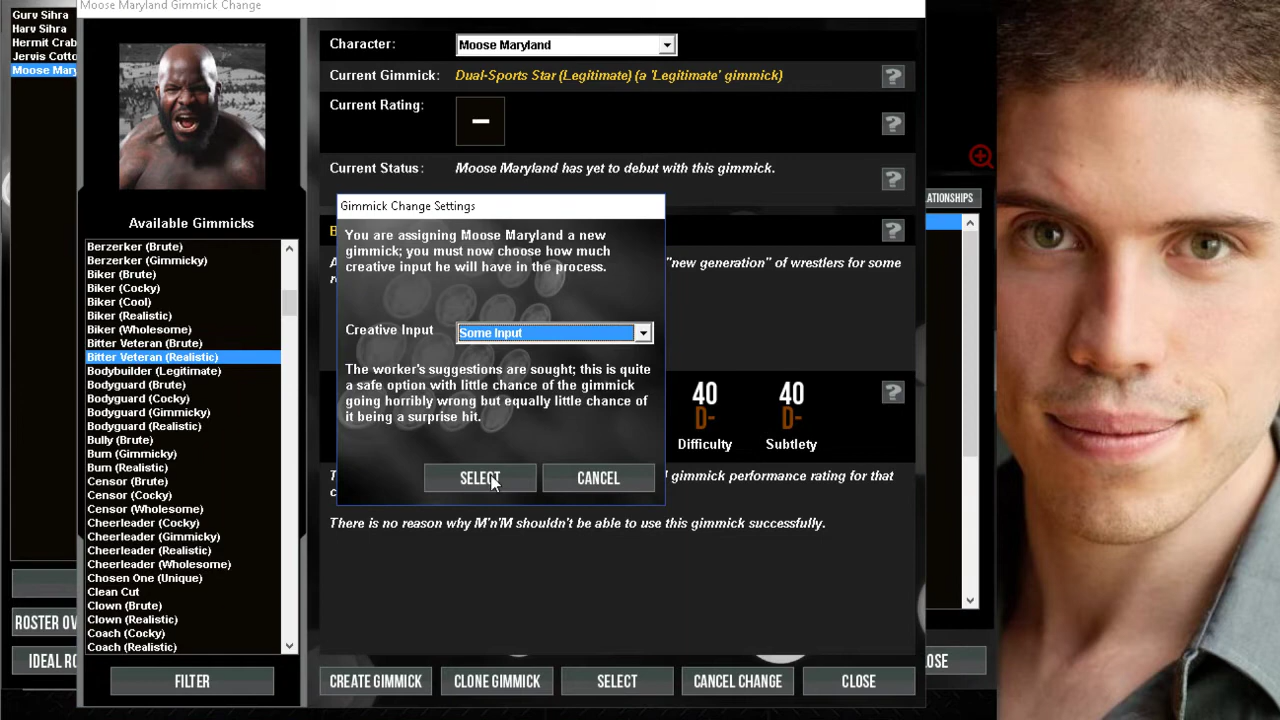 Moose Maryland Gimmick Change
Gurv Sihra
Harv Sihra
Hermit Crab
Jervis Cotto
Moose Mary
Character:
Moose Maryland
Current Gimmick:
Dual-Sports Star (Legitimate) (a 'Legitimate' gimmick)
?
Current Rating:
–
?
Current Status:
Moose Maryland has yet to debut with this gimmick.
?
ATIONSHIPS
Available Gimmicks
Berzerker (Brute)
Berzerker (Gimmicky)
Biker (Brute)
Biker (Cocky)
Biker (Cool)
Biker (Realistic)
Biker (Wholesome)
Bitter Veteran (Brute)
Bitter Veteran (Realistic)
Bodybuilder (Legitimate)
Bodyguard (Brute)
Bodyguard (Cocky)
Bodyguard (Gimmicky)
Bodyguard (Realistic)
Bully (Brute)
Bum (Gimmicky)
Bum (Realistic)
Censor (Brute)
Censor (Cocky)
Censor (Wholesome)
Cheerleader (Cocky)
Cheerleader (Gimmicky)
Cheerleader (Realistic)
Cheerleader (Wholesome)
Chosen One (Unique)
Clean Cut
Clown (Brute)
Clown (Realistic)
Coach (Cocky)
Coach (Realistic)
Gimmick Change Settings
You are assigning Moose Maryland a new
gimmick; you must now choose how much
creative input he will have in the process.
Creative Input
Some Input
The worker's suggestions are sought; this is quite
a safe option with little chance of the gimmick
going horribly wrong but equally little chance of
it being a surprise hit.
SELECT
CANCEL
?
"new generation" of wrestlers for some
40
D-
Difficulty
40
D-
Subtlety
?
gimmick performance rating for that
There is no reason why M'n'M shouldn't be able to use this gimmick successfully.
ROSTER OV
IDEAL RO
OSE
FILTER
CREATE GIMMICK
CLONE GIMMICK
SELECT
CANCEL CHANGE
CLOSE